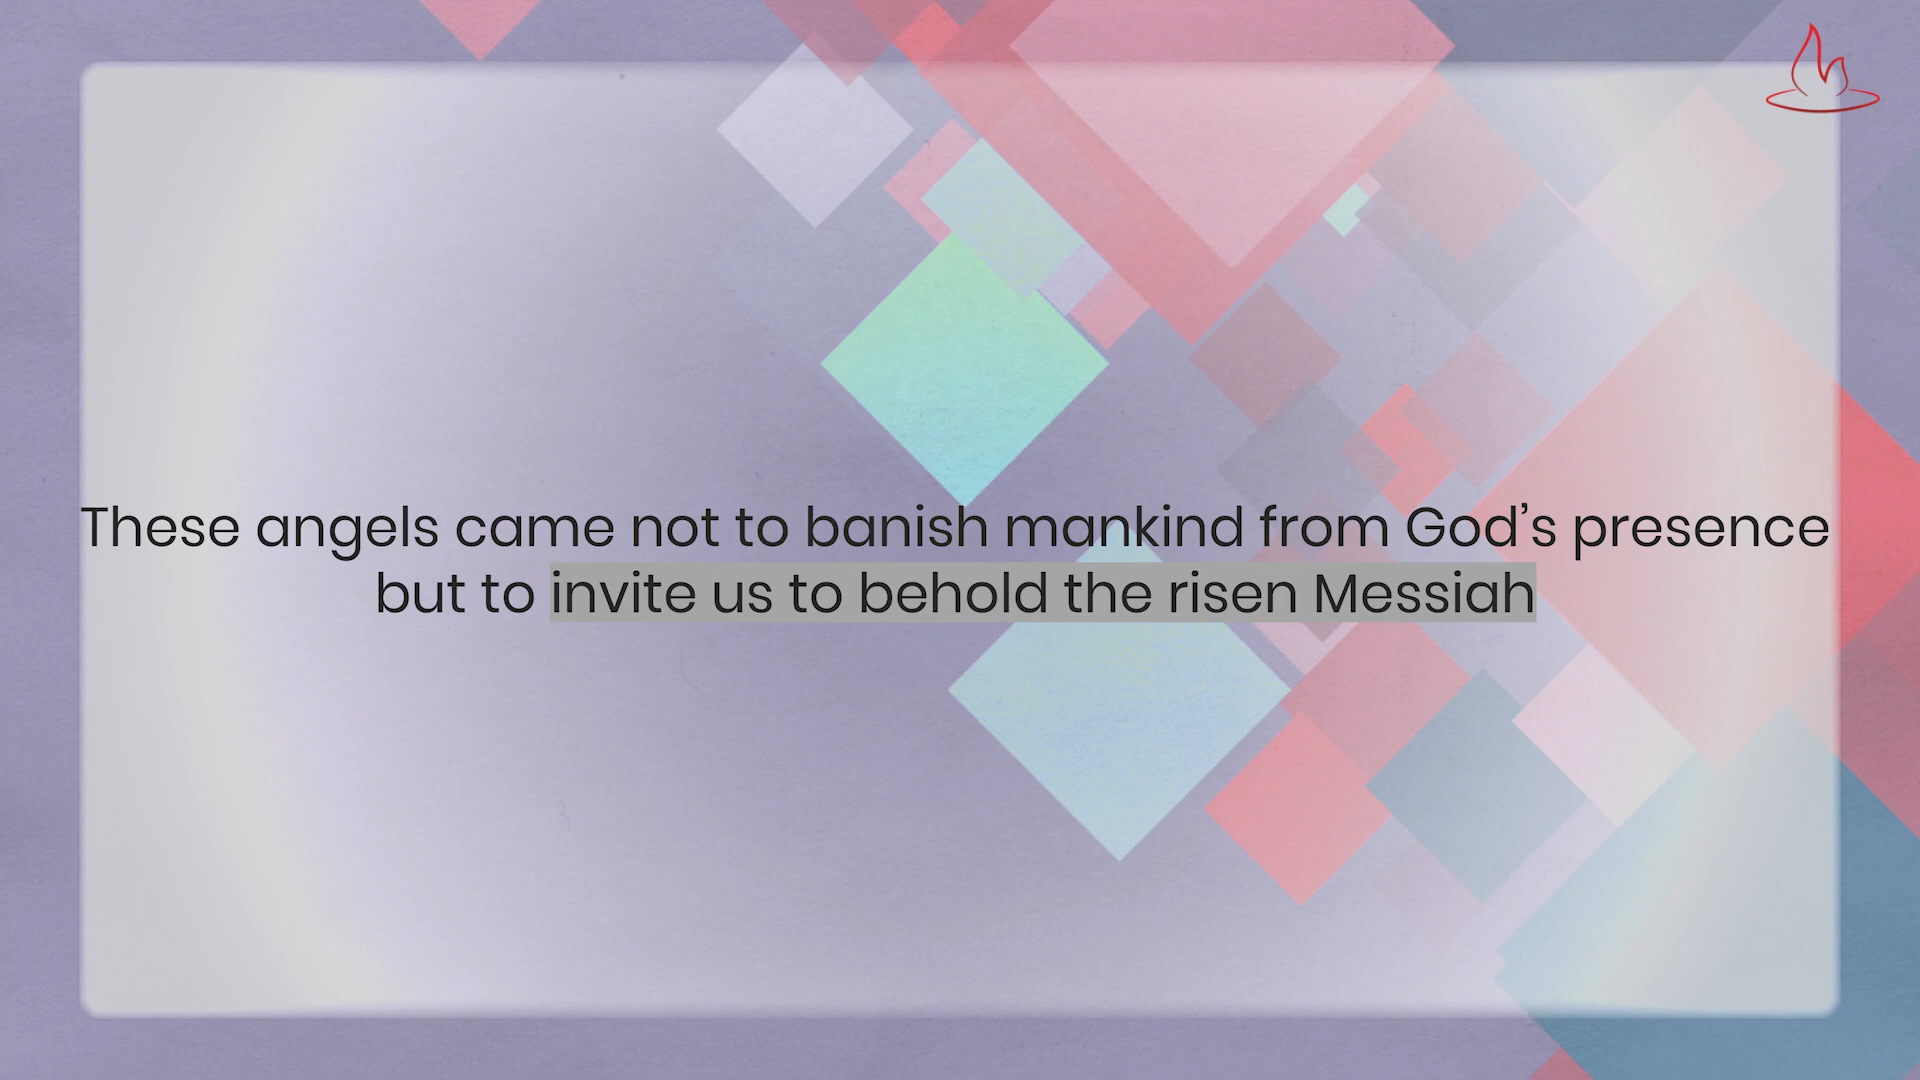 These angels came not to banish mankind from God’s presence
but to invite us to behold the risen Messiah